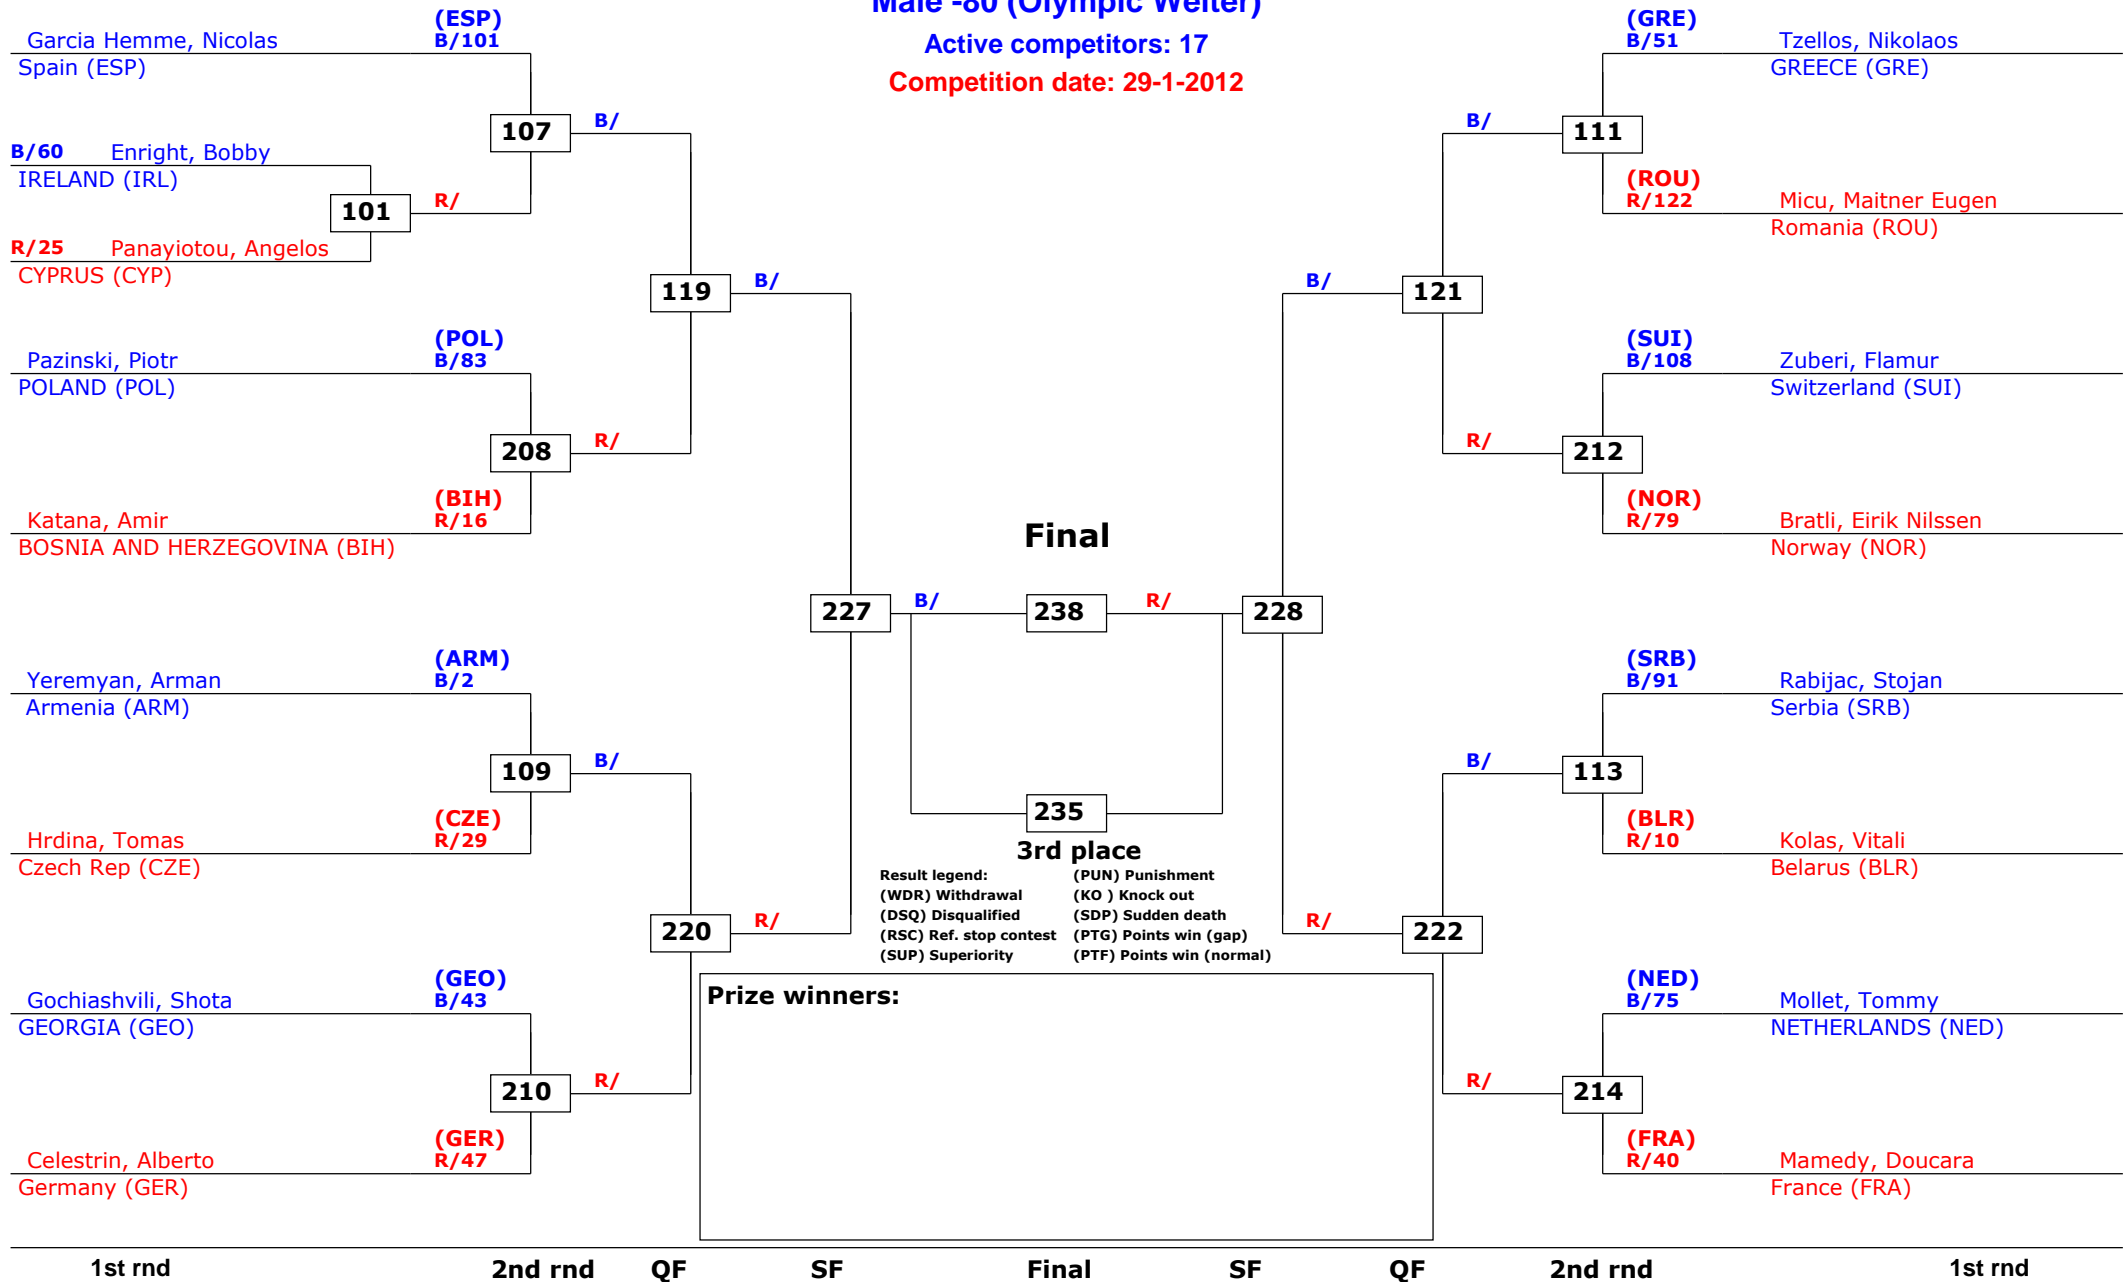 Male -80 (Olympic Welter)
Active competitors: 17
Competition date: 29-1-2012
(ESP)
Garcia Hemme, Nicolas B/101
Spain (ESP)
107 B/
B/60 Enright, Bobby
IRELAND (IRL)
101 R/
R/25 Panayiotou, Angelos
CYPRUS (CYP)
119 B/
(POL)
Pazinski, Piotr B/83
POLAND (POL)
208 R/
(BIH)
Katana, Amir R/16
BOSNIA AND HERZEGOVINA (BIH)
227 B/
(ARM)
Yeremyan, Arman B/2
Armenia (ARM)
109 B/
(CZE)
Hrdina, Tomas R/29
Czech Rep (CZE)
220 R/
(GEO)
Gochiashvili, Shota B/43
GEORGIA (GEO)
210 R/
(GER)
Celestrin, Alberto R/47
Germany (GER)
Final
238
235
3rd place
Result legend: (PUN) Punishment
(WDR) Withdrawal (KO ) Knock out
(DSQ) Disqualified (SDP) Sudden death
(RSC) Ref. stop contest (PTG) Points win (gap)
(SUP) Superiority (PTF) Points win (normal)
Prize winners:
(GRE)
B/51 Tzellos, Nikolaos
GREECE (GRE)
B/ 111
(ROU)
R/122 Micu, Maitner Eugen
Romania (ROU)
B/ 121
(SUI)
B/108 Zuberi, Flamur
Switzerland (SUI)
R/ 212
(NOR)
R/79 Bratli, Eirik Nilssen
Norway (NOR)
R/ 228
(SRB)
B/91 Rabijac, Stojan
Serbia (SRB)
B/ 113
(BLR)
R/10 Kolas, Vitali
Belarus (BLR)
R/ 222
(NED)
B/75 Mollet, Tommy
NETHERLANDS (NED)
R/ 214
(FRA)
R/40 Mamedy, Doucara
France (FRA)
1st rnd 2nd rnd QF SF Final SF QF 2nd rnd 1st rnd